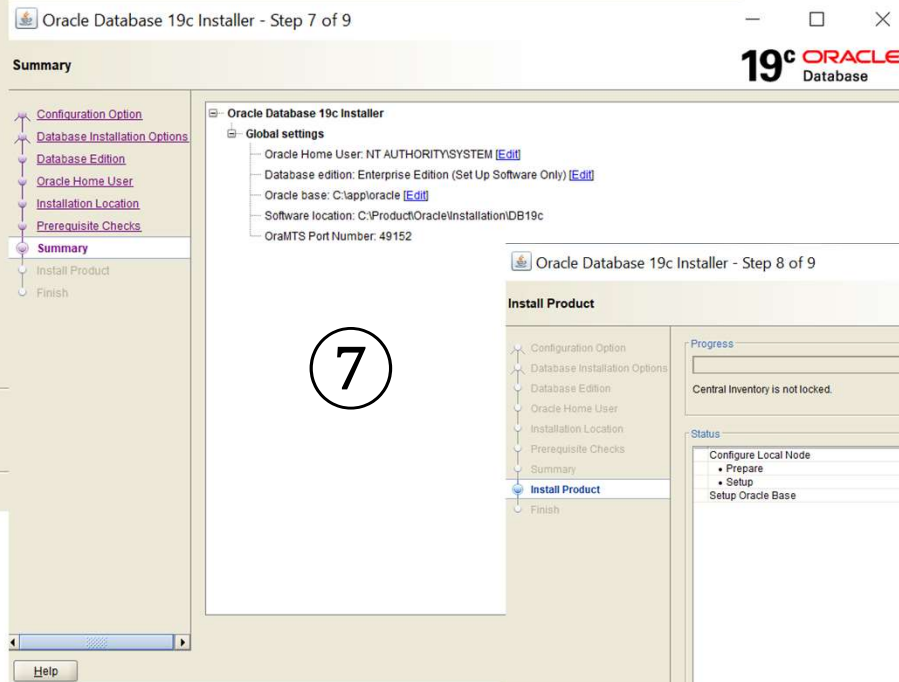 Oracle Database 19c Installer - Step 7 of 9
Summary
19c ORACLE
Database
Configuration Option
Database Installation Options
Database Edition
Oracle Home User
Installation Location
Prerequisite Checks
Summary
Install Product
Finish
Oracle Database 19c Installer
Global settings
Oracle Home User: NT AUTHORITY\SYSTEM [Edit]
Database edition: Enterprise Edition (Set Up Software Only) [Edit]
Oracle base: C:\app\oracle [Edit]
Software location: C:\Product\Oracle\Installation\DB19c
OraMTS Port Number: 49152
7
Help
Oracle Database 19c Installer - Step 8 of 9
Install Product
Configuration Option
Database Installation Options
Database Edition
Oracle Home User
Installation Location
Prerequisite Checks
Summary
Install Product
Finish
Progress
Central Inventory is not locked.
Status
Configure Local Node
• Prepare
• Setup
Setup Oracle Base